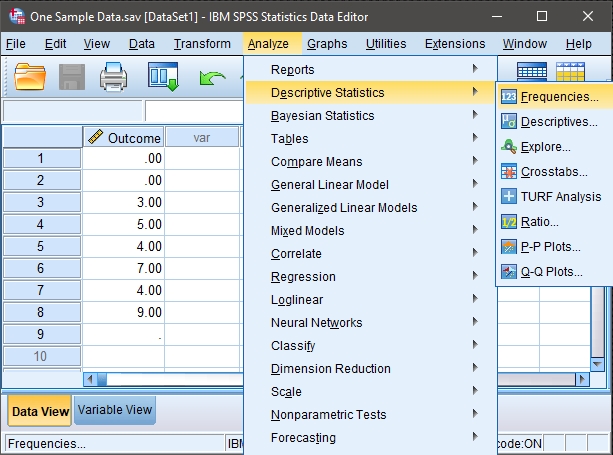 One Sample Data.sav [DataSet1] - IBM SPSS Statistics Data Editor
File Edit View Data Transform Analyze Graphs Utilities Extensions Window Help
Reports
Descriptive Statistics
Bayesian Statistics
Tables
Compare Means
General Linear Model
Generalized Linear Models
Mixed Models
Correlate
Regression
Loglinear
Neural Networks
Classify
Dimension Reduction
Scale
Nonparametric Tests
Forecasting
123 Frequencies...
Descriptives...
Explore...
Crosstabs...
TURF Analysis
1/2 Ratio...
P-P Plots...
Q-Q Plots...
Outcome var
1 .00
2 .00
3 3.00
4 5.00
5 4.00
6 7.00
7 4.00
8 9.00
9 .
10
Data View Variable View
Frequencies... IBM code:ON